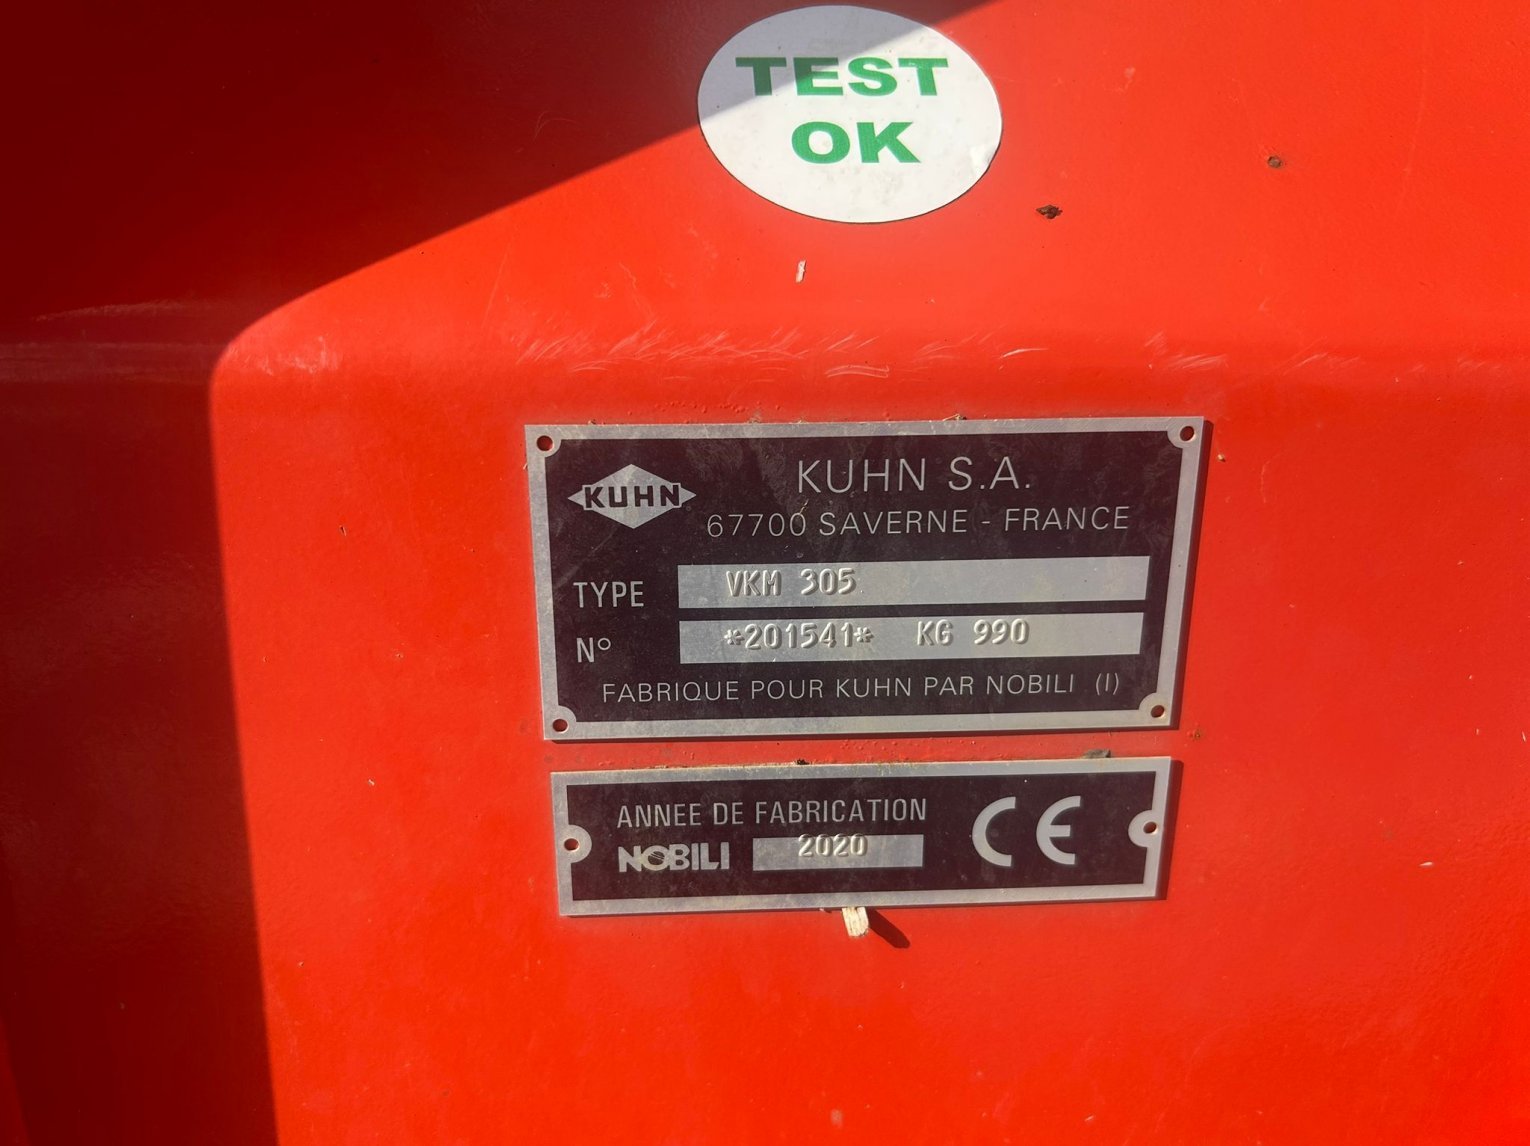 TEST
OK
KUHN
KUHN S.A.
67700 SAVERNE - FRANCE
TYPE VKM 305
N° *201541* KG 990
FABRIQUE POUR KUHN PAR NOBILI (I)
ANNEE DE FABRICATION
NOBILI 2020
CE